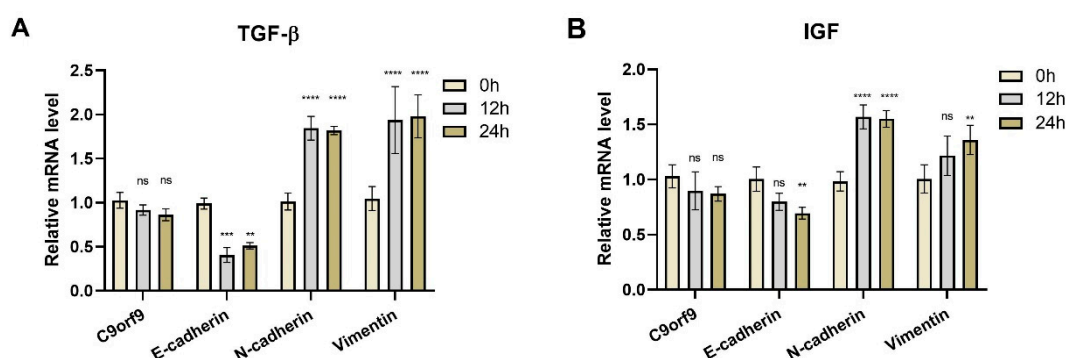 A
TGF-β
Relative mRNA level
2.5
2.0
1.5
1.0
0.5
0.0
ns ns
*** **
**** ****
**** ****
C9orf9
E-cadherin
N-cadherin
Vimentin
0h
12h
24h
B
IGF
Relative mRNA level
2.0
1.5
1.0
0.5
0.0
ns ns
ns **
**** ****
ns **
C9orf9
E-cadherin
N-cadherin
Vimentin
0h
12h
24h